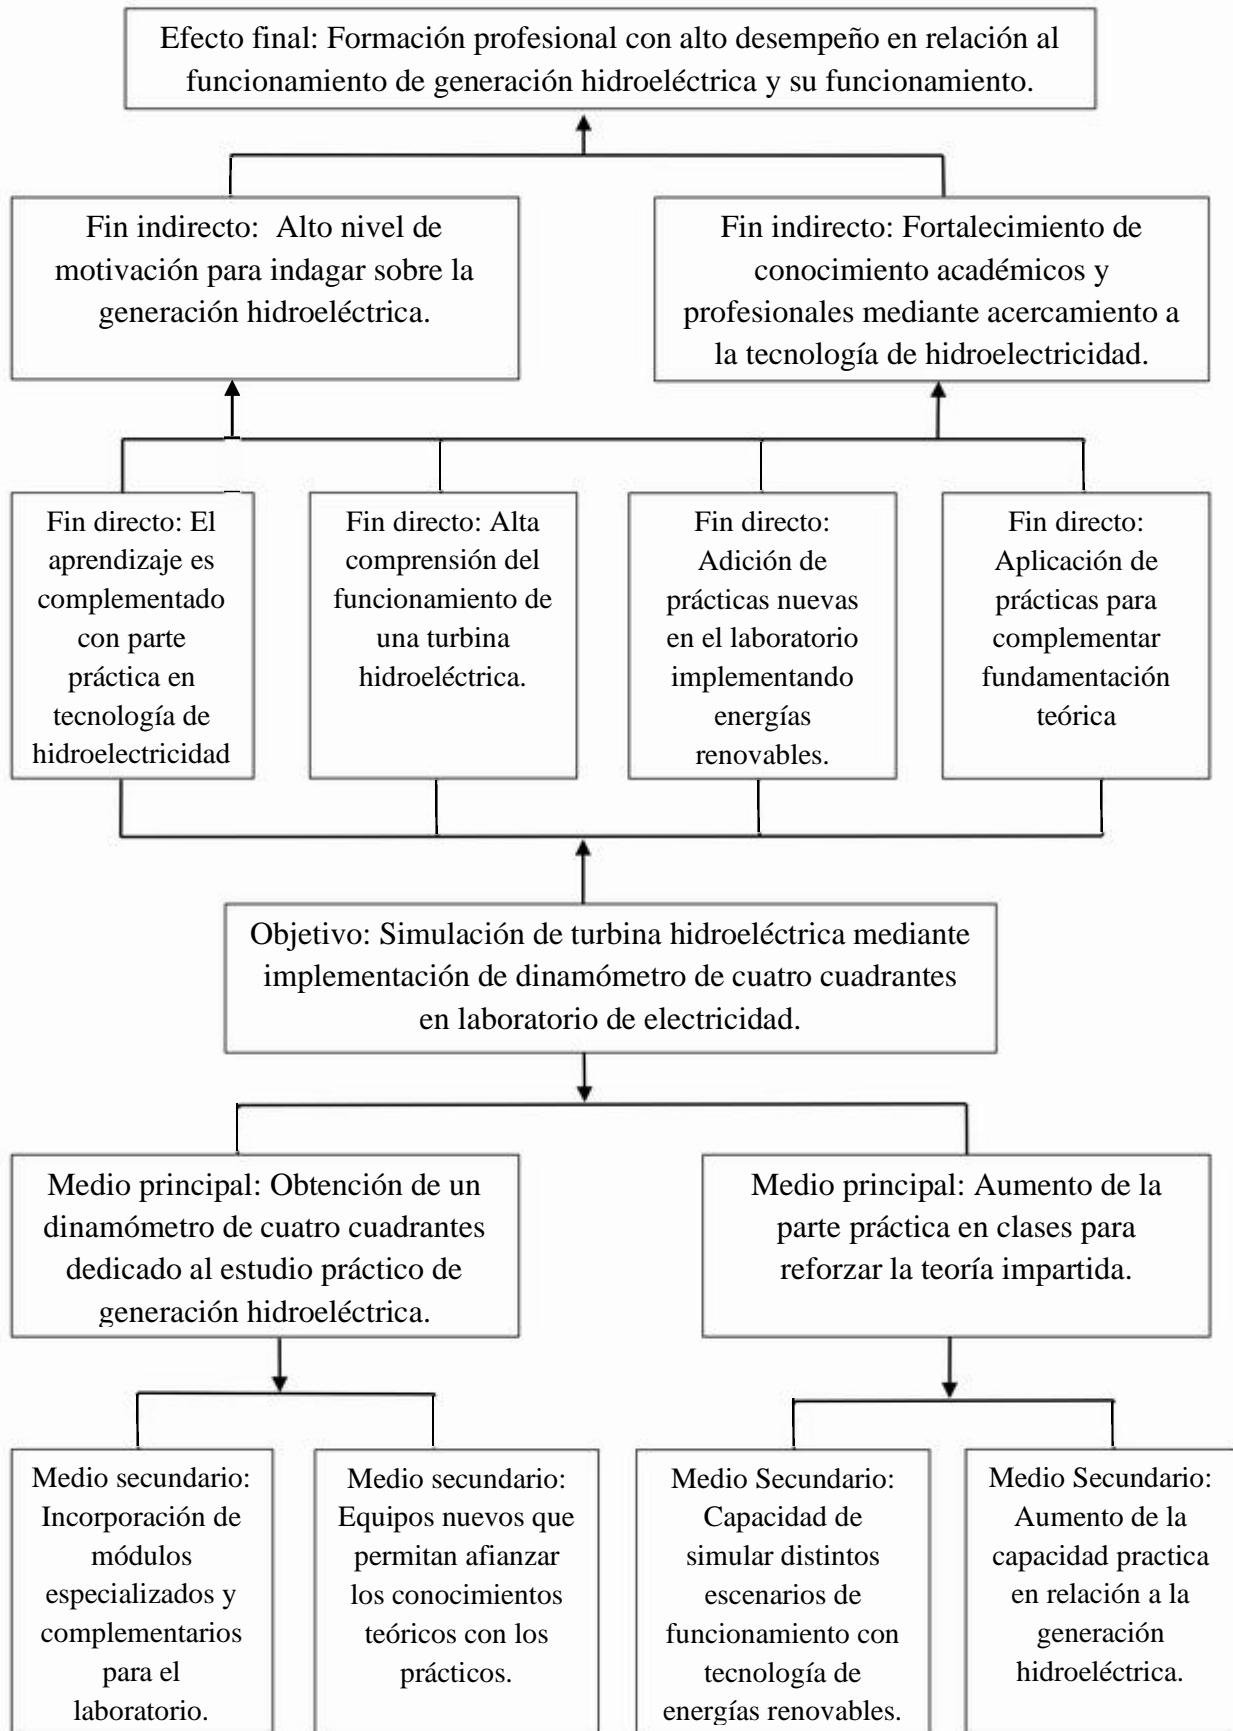 Efecto final: Formación profesional con alto desempeño en relación al
funcionamiento de generación hidroeléctrica y su funcionamiento.
Fin indirecto: Alto nivel de
motivación para indagar sobre la
generación hidroeléctrica.
Fin indirecto: Fortalecimiento de
conocimiento académicos y
profesionales mediante acercamiento a
la tecnología de hidroelectricidad.
Fin directo: El
aprendizaje es
complementado
con parte
práctica en
tecnología de
hidroelectricidad
Fin directo: Alta
comprensión del
funcionamiento de
una turbina
hidroeléctrica.
Fin directo:
Adición de
prácticas nuevas
en el laboratorio
implementando
energías
renovables.
Fin directo:
Aplicación de
prácticas para
complementar
fundamentación
teórica
Objetivo: Simulación de turbina hidroeléctrica mediante
implementación de dinamómetro de cuatro cuadrantes
en laboratorio de electricidad.
Medio principal: Obtención de un
dinamómetro de cuatro cuadrantes
dedicado al estudio práctico de
generación hidroeléctrica.
Medio principal: Aumento de la
parte práctica en clases para
reforzar la teoría impartida.
Medio secundario:
Incorporación de
módulos
especializados y
complementarios
para el
laboratorio.
Medio secundario:
Equipos nuevos que
permitan afianzar
los conocimientos
teóricos con los
prácticos.
Medio Secundario:
Capacidad de
simular distintos
escenarios de
funcionamiento con
tecnología de
energías renovables.
Medio Secundario:
Aumento de la
capacidad practica
en relación a la
generación
hidroeléctrica.